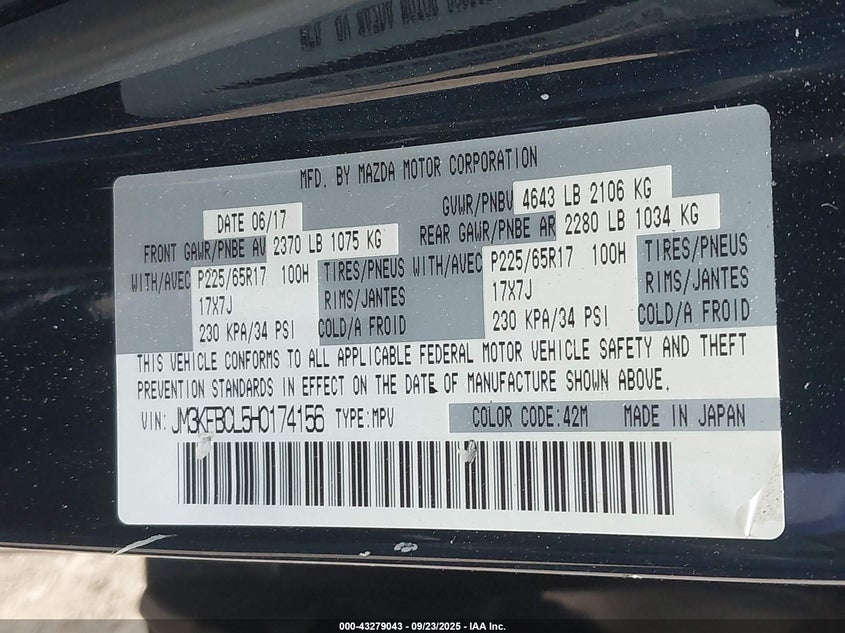 MFD. BY MAZDA MOTOR CORPORATION
DATE 06/17 GVWR/PNBV 4643 LB 2106 KG
FRONT GAWR/PNBE AV 2370 LB 1075 KG REAR GAWR/PNBE AR 2280 LB 1034 KG
WITH/AVEC P225/65R17 100H TIRES/PNEUS WITH/AVEC P225/65R17 100H TIRES/PNEUS
17X7J RIMS/JANTES 17X7J RIMS/JANTES
230 KPA/34 PSI COLD/A FROID 230 KPA/34 PSI COLD/A FROID
THIS VEHICLE CONFORMS TO ALL APPLICABLE FEDERAL MOTOR VEHICLE SAFETY AND THEFT
PREVENTION STANDARDS IN EFFECT ON THE DATE OF MANUFACTURE SHOWN ABOVE.
VIN: JM3KFBCL5H0174156 TYPE:MPV COLOR CODE:42M MADE IN JAPAN
000-43279043 - 09/23/2025 - IAA Inc.